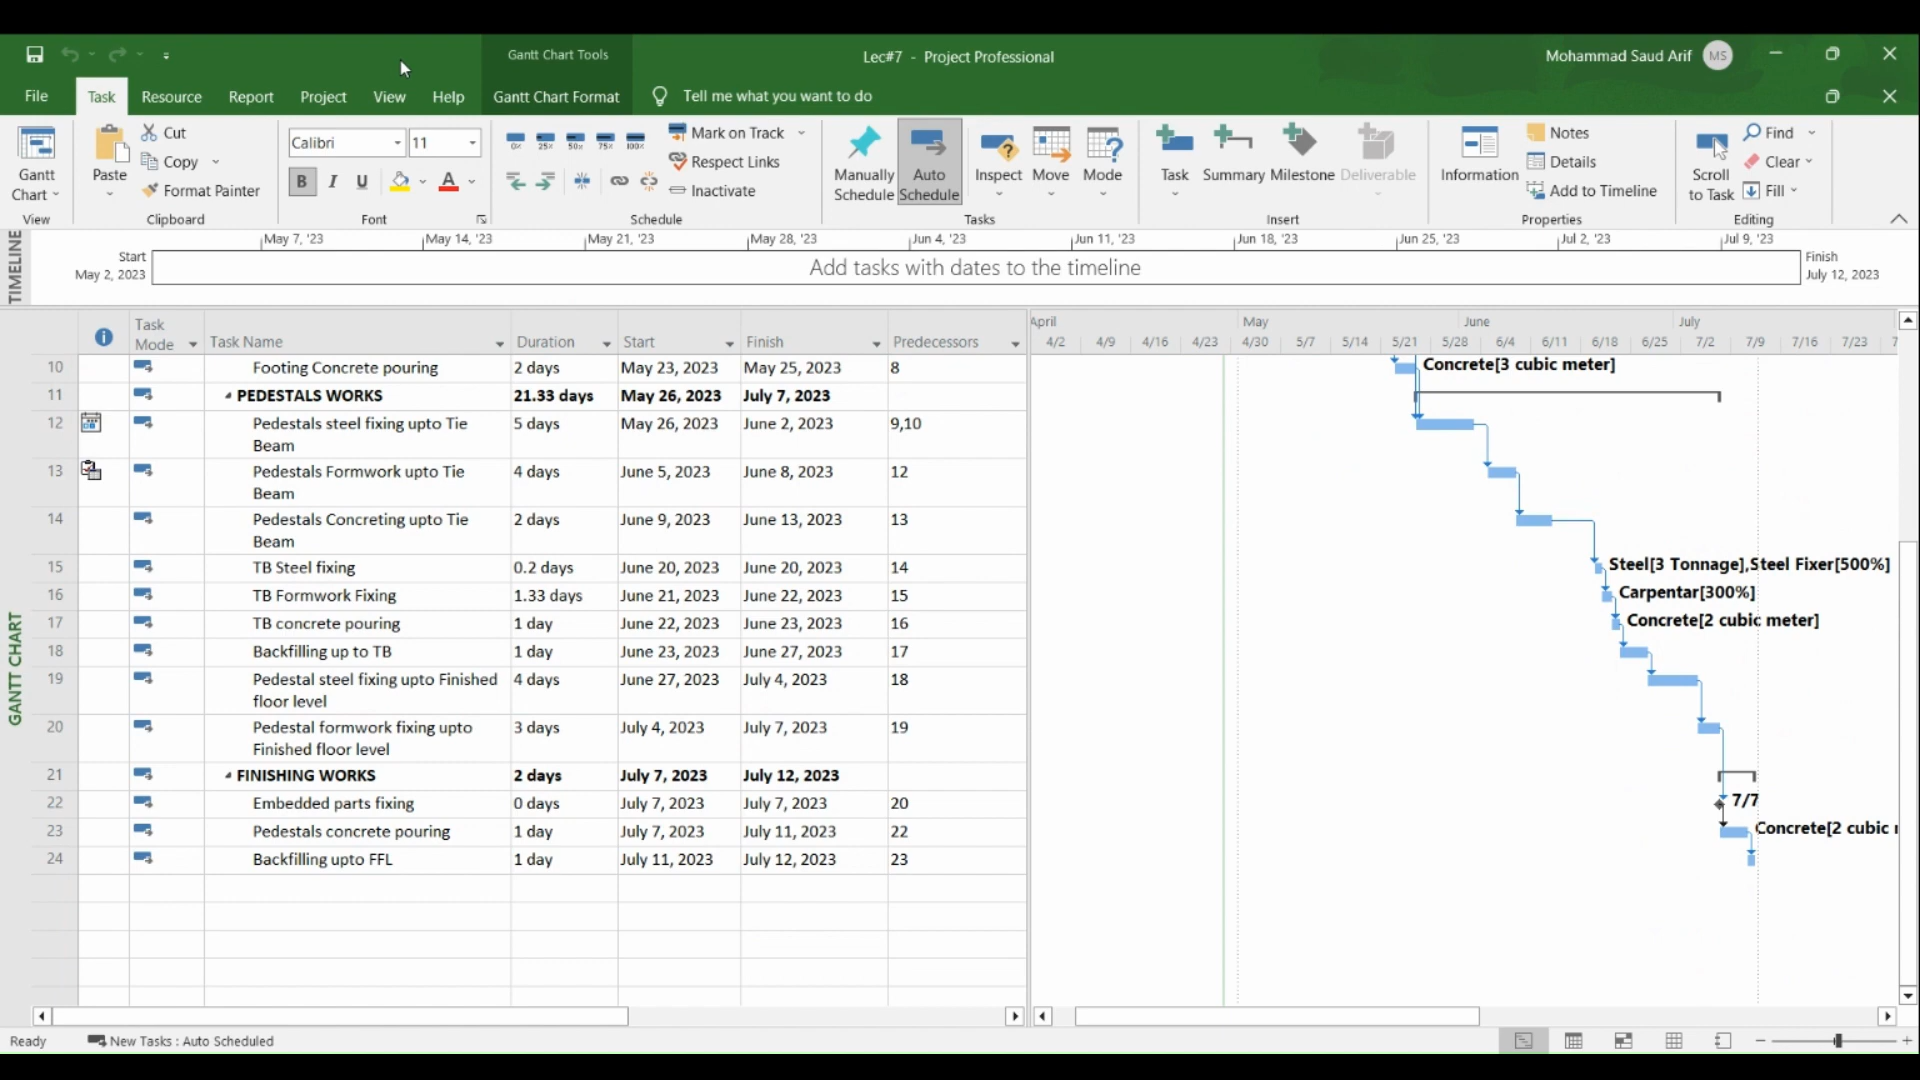 Gantt Chart Tools
Lec#7 - Project Professional
Mohammad Saud Arif
MS
File
Task
Resource
Report
Project
View
Help
Gantt Chart Format
Tell me what you want to do
Gantt
Chart
View
Paste
Cut
Copy
Format Painter
Clipboard
Calibri
11
B
I
U
A
Font
0%
25%
50%
75%
100%
Mark on Track
Respect Links
Inactivate
Schedule
Manually
Schedule
Auto
Schedule
Inspect
Move
Mode
Tasks
Task
Summary
Milestone
Deliverable
Insert
Information
Notes
Details
Add to Timeline
Properties
Scroll
to Task
Find
Clear
Fill
Editing
TIMELINE
Start
May 2, 2023
May 7, '23
May 14, '23
May 21, '23
May 28, '23
Jun 4, '23
Jun 11, '23
Jun 18, '23
Jun 25, '23
Jul 2, '23
Jul 9, '23
Add tasks with dates to the timeline
Finish
July 12, 2023
GANTT CHART
Task
Mode
Task Name
Duration
Start
Finish
Predecessors
April
May
June
July
4/2 4/9 4/16 4/23 4/30 5/7 5/14 5/21 5/28 6/4 6/11 6/18 6/25 7/2 7/9 7/16 7/23 7
10 Footing Concrete pouring 2 days May 23, 2023 May 25, 2023 8
Concrete[3 cubic meter]
11 PEDESTALS WORKS 21.33 days May 26, 2023 July 7, 2023
12 Pedestals steel fixing upto Tie 5 days May 26, 2023 June 2, 2023 9,10
Beam
13 Pedestals Formwork upto Tie 4 days June 5, 2023 June 8, 2023 12
Beam
14 Pedestals Concreting upto Tie 2 days June 9, 2023 June 13, 2023 13
Beam
15 TB Steel fixing 0.2 days June 20, 2023 June 20, 2023 14
Steel[3 Tonnage],Steel Fixer[500%]
16 TB Formwork Fixing 1.33 days June 21, 2023 June 22, 2023 15
Carpentar[300%]
17 TB concrete pouring 1 day June 22, 2023 June 23, 2023 16
Concrete[2 cubic meter]
18 Backfilling up to TB 1 day June 23, 2023 June 27, 2023 17
19 Pedestal steel fixing upto Finished 4 days June 27, 2023 July 4, 2023 18
floor level
20 Pedestal formwork fixing upto 3 days July 4, 2023 July 7, 2023 19
Finished floor level
21 FINISHING WORKS 2 days July 7, 2023 July 12, 2023
22 Embedded parts fixing 0 days July 7, 2023 July 7, 2023 20
7/7
23 Pedestals concrete pouring 1 day July 7, 2023 July 11, 2023 22
Concrete[2 cubic
24 Backfilling upto FFL 1 day July 11, 2023 July 12, 2023 23
Ready
New Tasks : Auto Scheduled